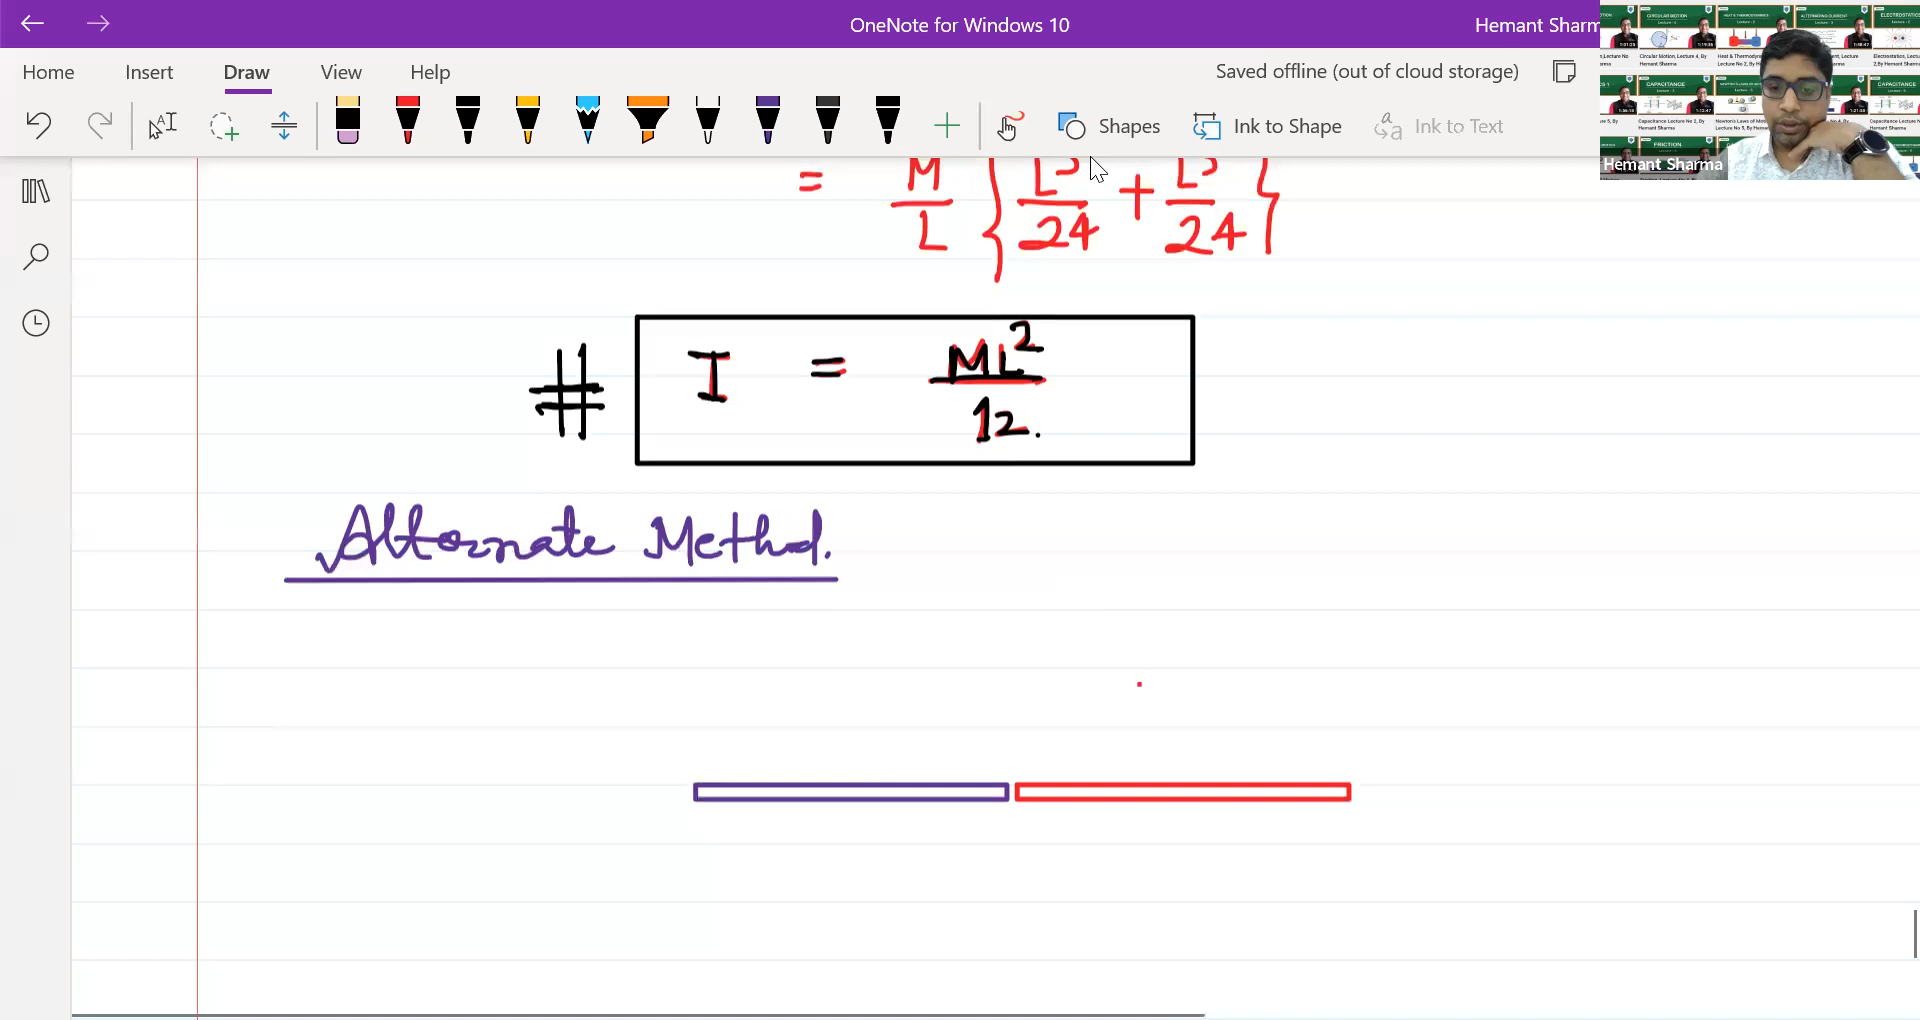 OneNote for Windows 10
Hemant Sharm
Home Insert Draw View Help
Saved offline (out of cloud storage)
Shapes Ink to Shape Ink to Text
Hemant Sharma
= M/L { L³/24 + L³/24 }
# I = ML²/12.
Alternate Method.